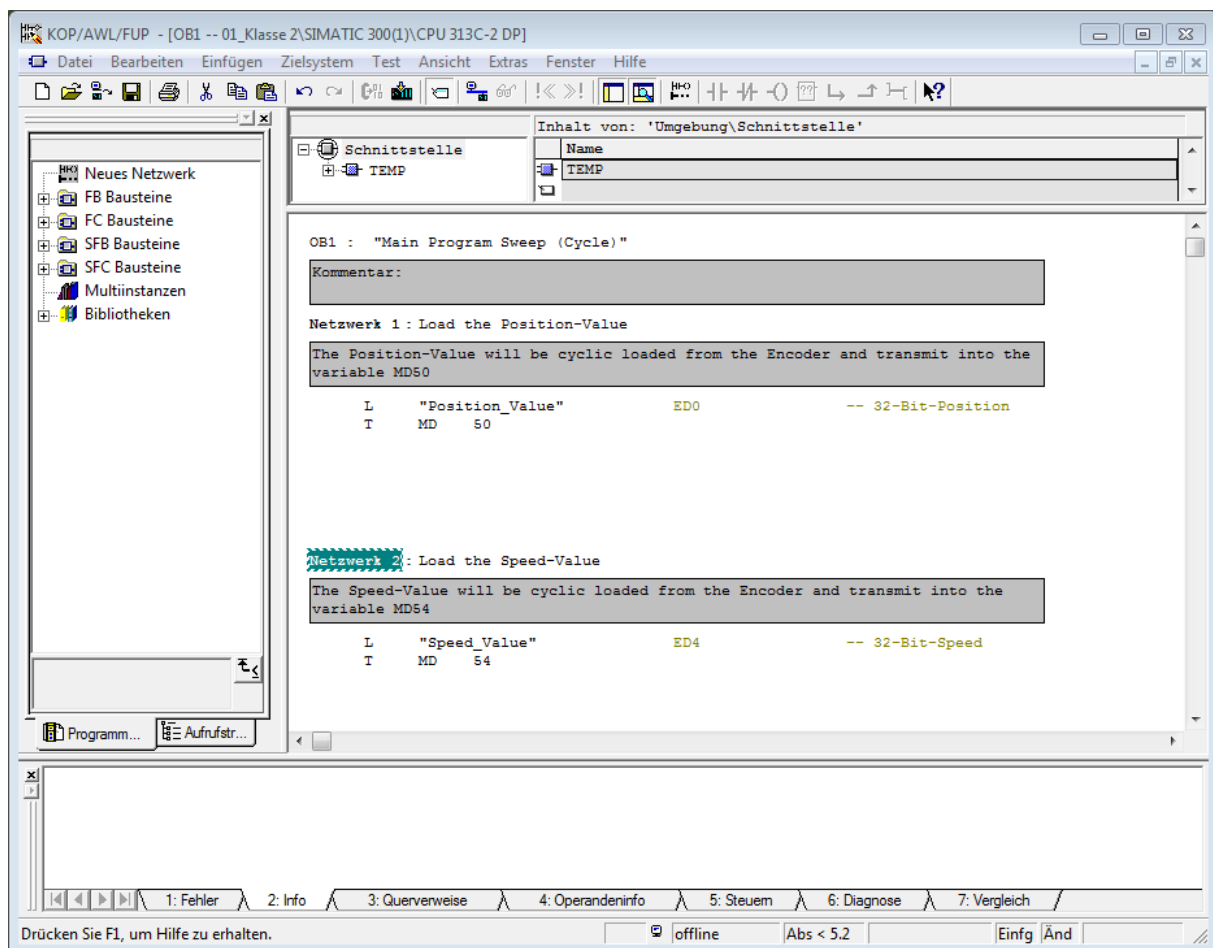 KOP/AWL/FUP - [OB1 -- 01_Klasse 2\SIMATIC 300(1)\CPU 313C-2 DP]
Datei Bearbeiten Einfügen Zielsystem Test Ansicht Extras Fenster Hilfe
Neues Netzwerk
FB Bausteine
FC Bausteine
SFB Bausteine
SFC Bausteine
Multiinstanzen
Bibliotheken
Programm...
Aufrufstr...
Inhalt von: 'Umgebung\Schnittstelle'
Schnittstelle
TEMP
Name
TEMP
OB1 : "Main Program Sweep (Cycle)"
Kommentar:
Netzwerk 1 : Load the Position-Value
The Position-Value will be cyclic loaded from the Encoder and transmit into the
variable MD50
L "Position_Value" ED0 -- 32-Bit-Position
T MD 50
Netzwerk 2 : Load the Speed-Value
The Speed-Value will be cyclic loaded from the Encoder and transmit into the
variable MD54
L "Speed_Value" ED4 -- 32-Bit-Speed
T MD 54
1: Fehler 2: Info 3: Querverweise 4: Operandeninfo 5: Steuern 6: Diagnose 7: Vergleich
Drücken Sie F1, um Hilfe zu erhalten. offline Abs < 5.2 Einfg Änd